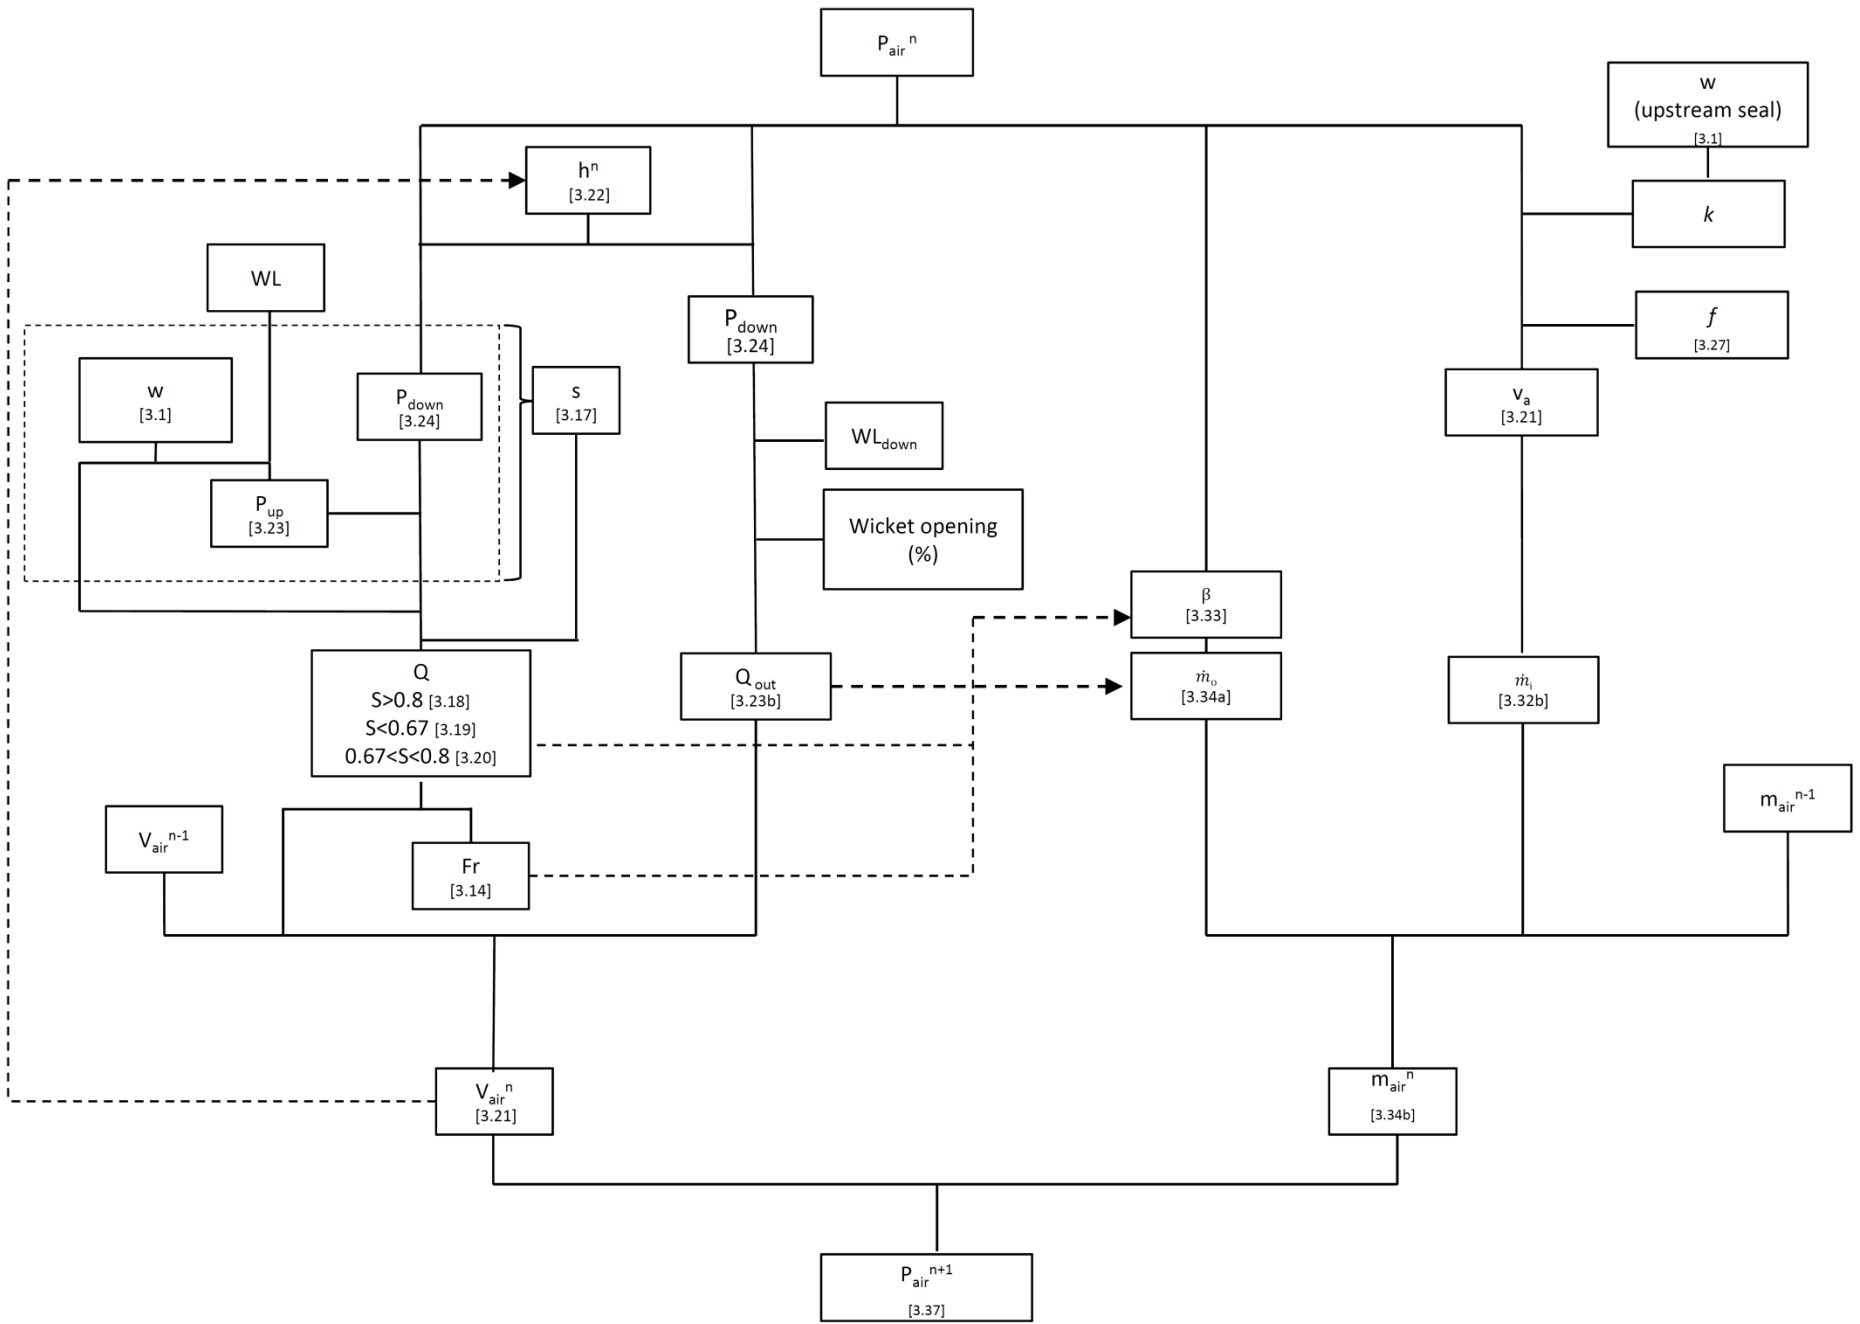 P_air^n
w
(upstream seal)
[3.1]
h^n
[3.22]
k
WL
f
[3.27]
P_down
[3.24]
w
[3.1]
P_down
[3.24]
s
[3.17]
v_a
[3.21]
WL_down
P_up
[3.23]
Wicket opening
(%)
β
[3.33]
Q
S>0.8 [3.18]
S<0.67 [3.19]
0.67<S<0.8 [3.20]
Q_out
[3.23b]
ṁ_o
[3.34a]
ṁ_i
[3.32b]
V_air^n-1
Fr
[3.14]
m_air^n-1
V_air^n
[3.21]
m_air^n
[3.34b]
P_air^n+1
[3.37]